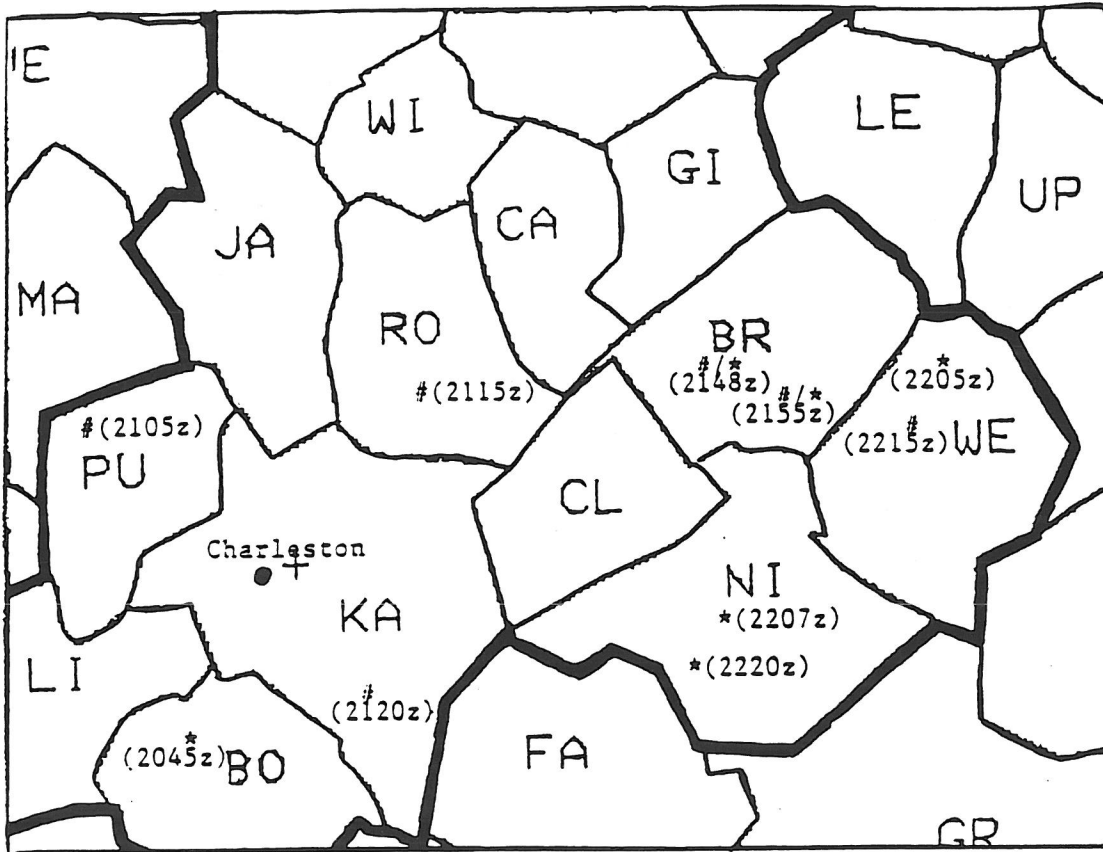 'E
WI
LE
GI
UP
CA
JA
MA
RO
BR
#/*
(2148z)
*
(2205z)
#(2115z)
#/*
(2155z)
#(2105z)
#
(2215z)
WE
PU
CL
Charleston
NI
KA
*(2207z)
LI
*(2220z)
#
(2120z)
*
(2045z)
BO
FA
GR